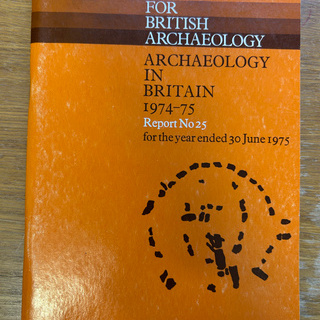 FOR
BRITISH
ARCHAEOLOGY
ARCHAEOLOGY
IN
BRITAIN
1974–75
Report No 25
for the year ended 30 June 1975